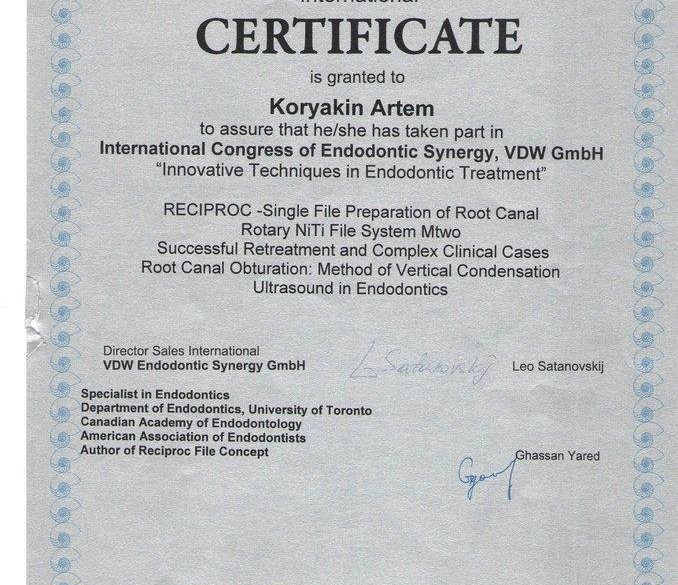 International
CERTIFICATE
is granted to
Koryakin Artem
to assure that he/she has taken part in
International Congress of Endodontic Synergy, VDW GmbH
“Innovative Techniques in Endodontic Treatment”
RECIPROC -Single File Preparation of Root Canal
Rotary NiTi File System Mtwo
Successful Retreatment and Complex Clinical Cases
Root Canal Obturation: Method of Vertical Condensation
Ultrasound in Endodontics
Director Sales International
VDW Endodontic Synergy GmbH
L Satanovskij Leo Satanovskij
Specialist in Endodontics
Department of Endodontics, University of Toronto
Canadian Academy of Endodontology
American Association of Endodontists
Author of Reciproc File Concept
Ghassan Yared